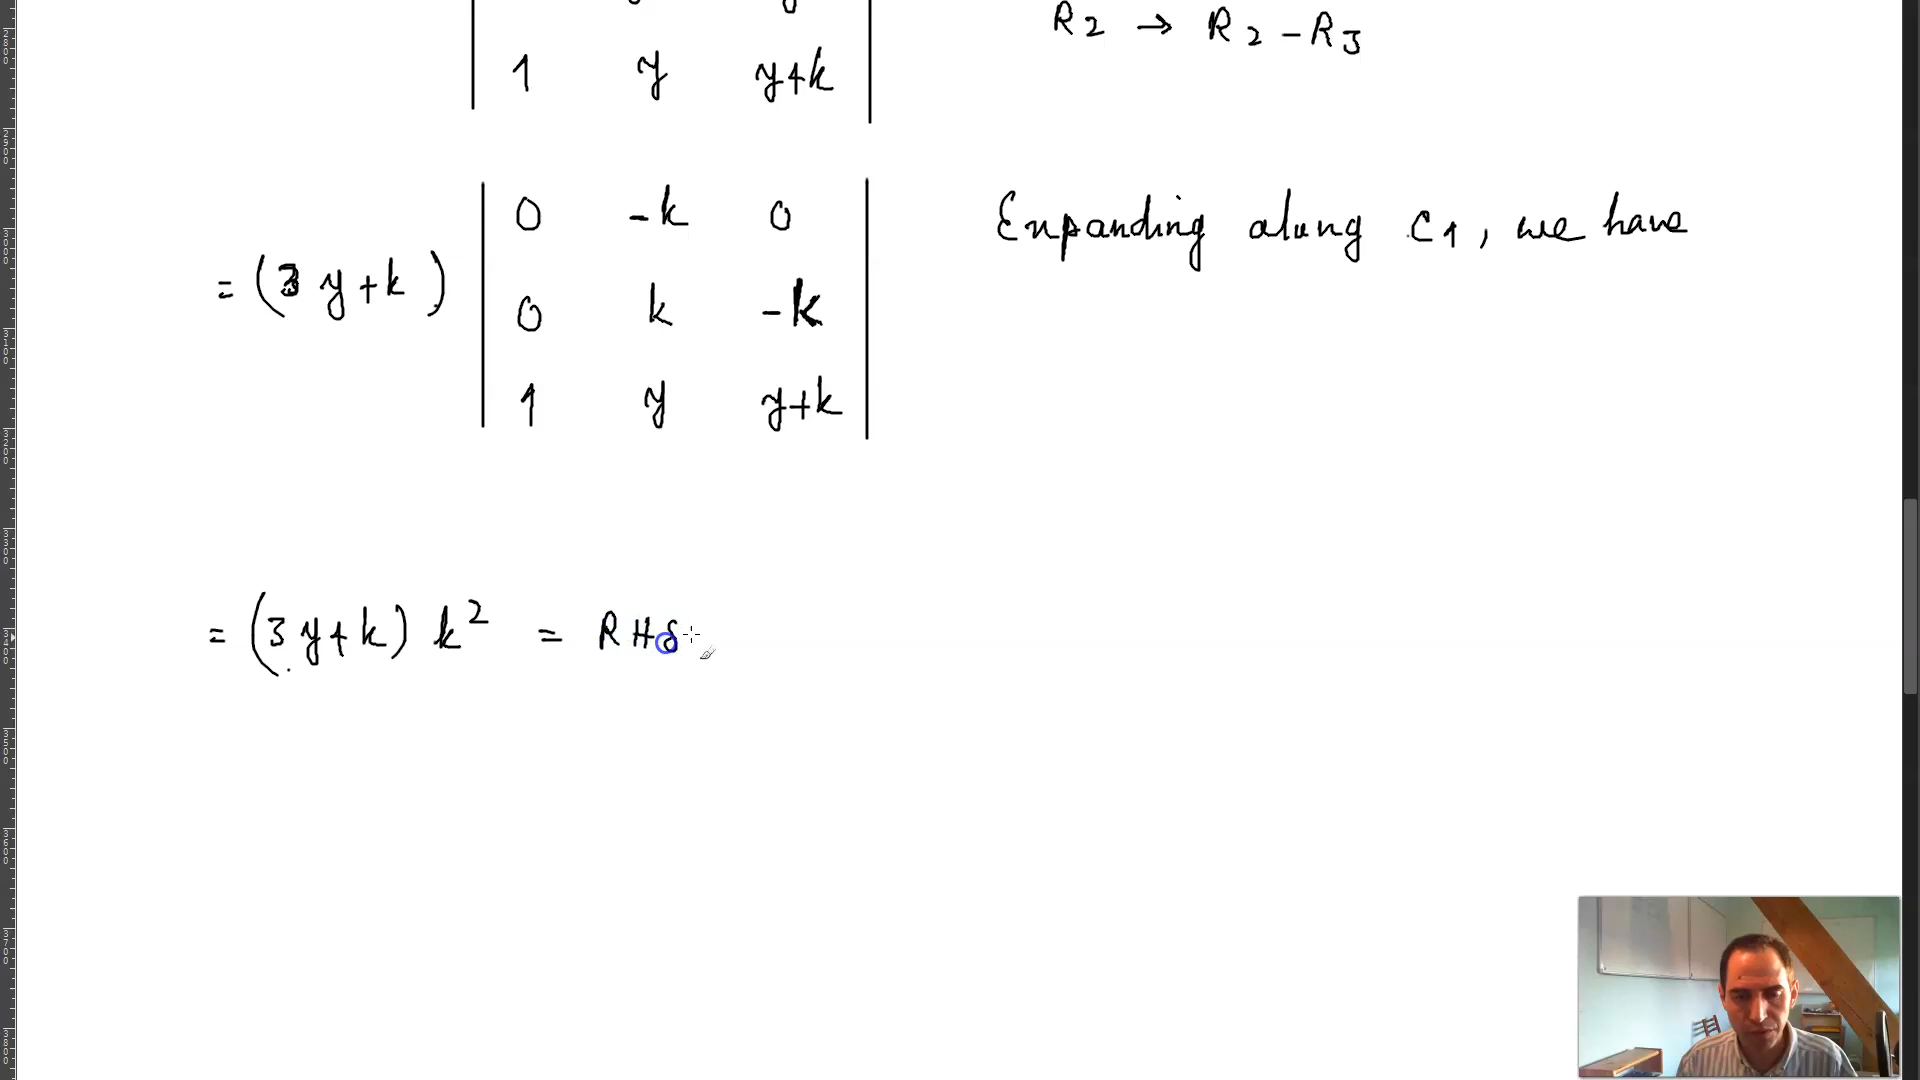 R2 → R2 - R3
1 y y+k
0 -k 0
Expanding along C1, we have
= (3y+k)
0 k -k
1 y y+k
= (3y+k) k² = RHS